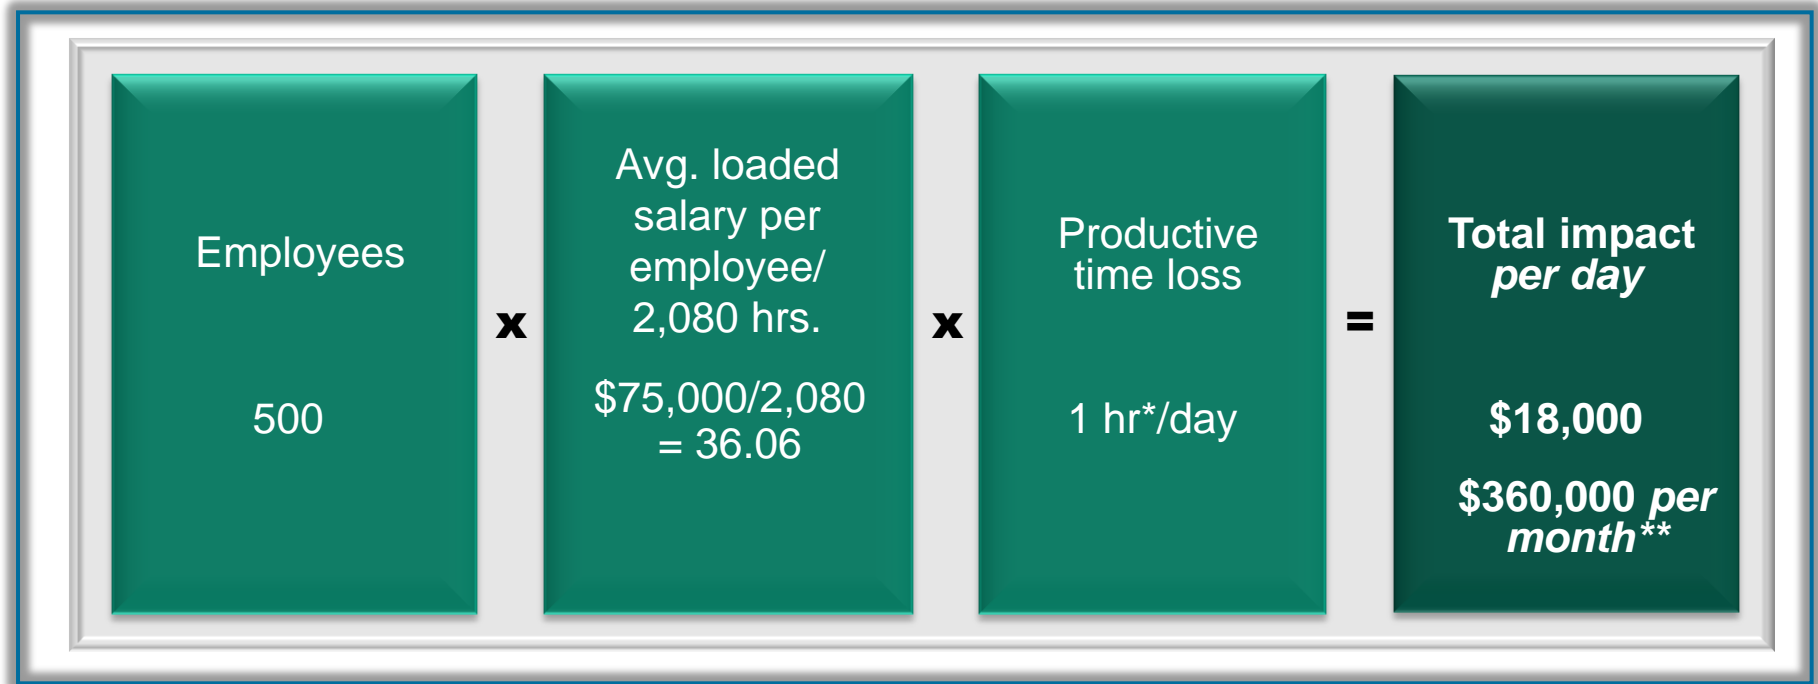 Employees
500
x
Avg. loaded
salary per
employee/
2,080 hrs.
$75,000/2,080
= 36.06
x
Productive
time loss
1 hr*/day
=
Total impact
per day
$18,000
$360,000 per
month**